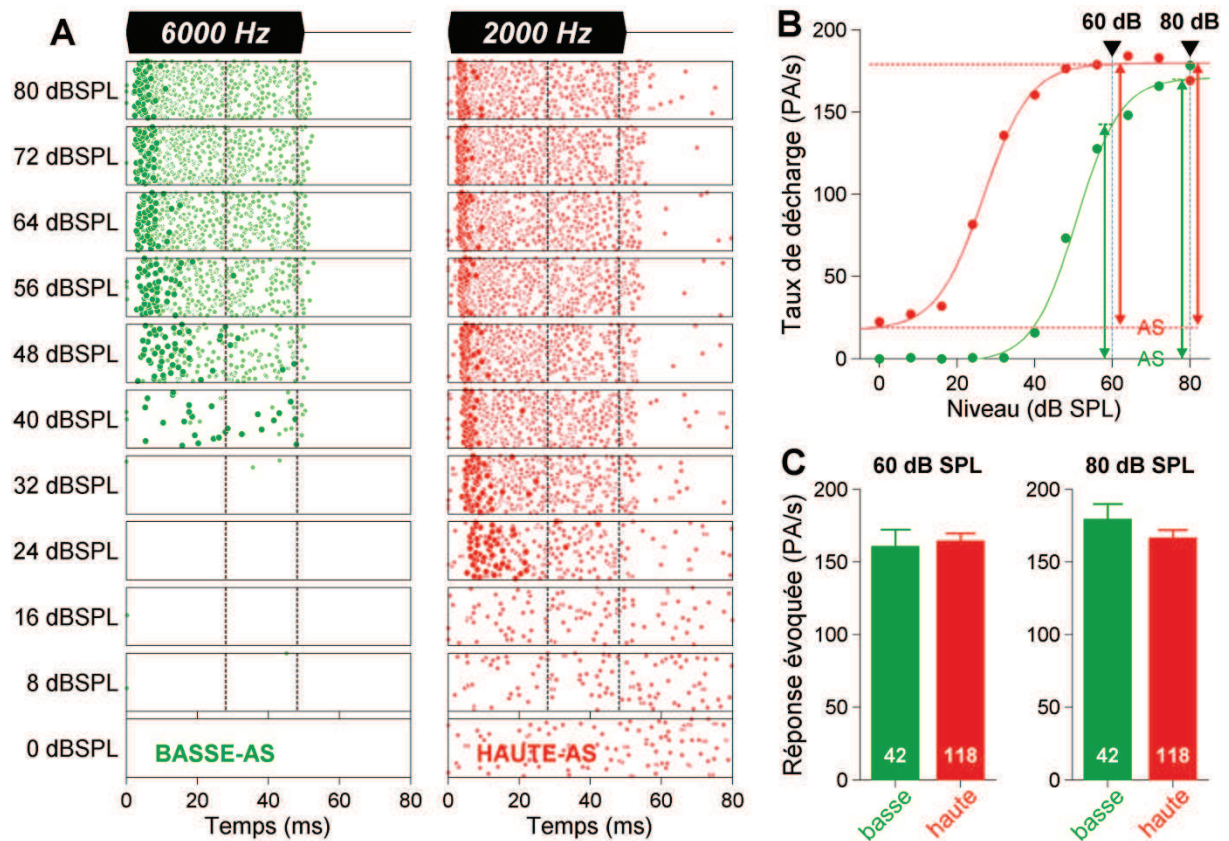 A
6000 Hz
2000 Hz
80 dBSPL
72 dBSPL
64 dBSPL
56 dBSPL
48 dBSPL
40 dBSPL
32 dBSPL
24 dBSPL
16 dBSPL
8 dBSPL
0 dBSPL
BASSE-AS
HAUTE-AS
0 20 40 60 80
0 20 40 60 80
Temps (ms)
Temps (ms)
B
60 dB 80 dB
Taux de décharge (PA/s)
200
150
100
50
0
AS
AS
0 20 40 60 80
Niveau (dB SPL)
C
60 dB SPL
80 dB SPL
Réponse évoquée (PA/s)
200
150
100
50
0
42 118
basse haute
200
150
100
50
0
42 118
basse haute